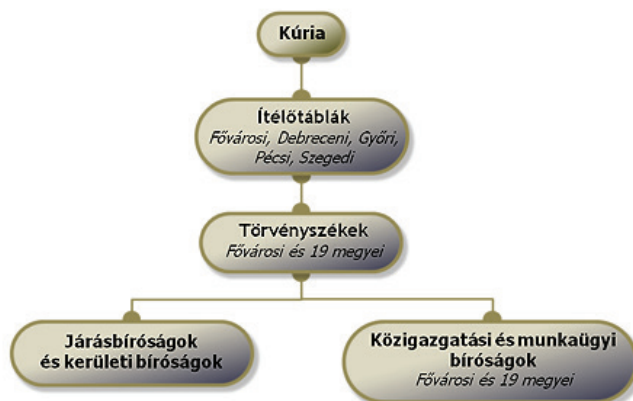 Kúria
Ítélőtáblák
Fővárosi, Debreceni, Győri,
Pécsi, Szegedi
Törvényszékek
Fővárosi és 19 megyei
Járásbíróságok
és kerületi bíróságok
Közigazgatási és munkaügyi
bíróságok
Fővárosi és 19 megyei